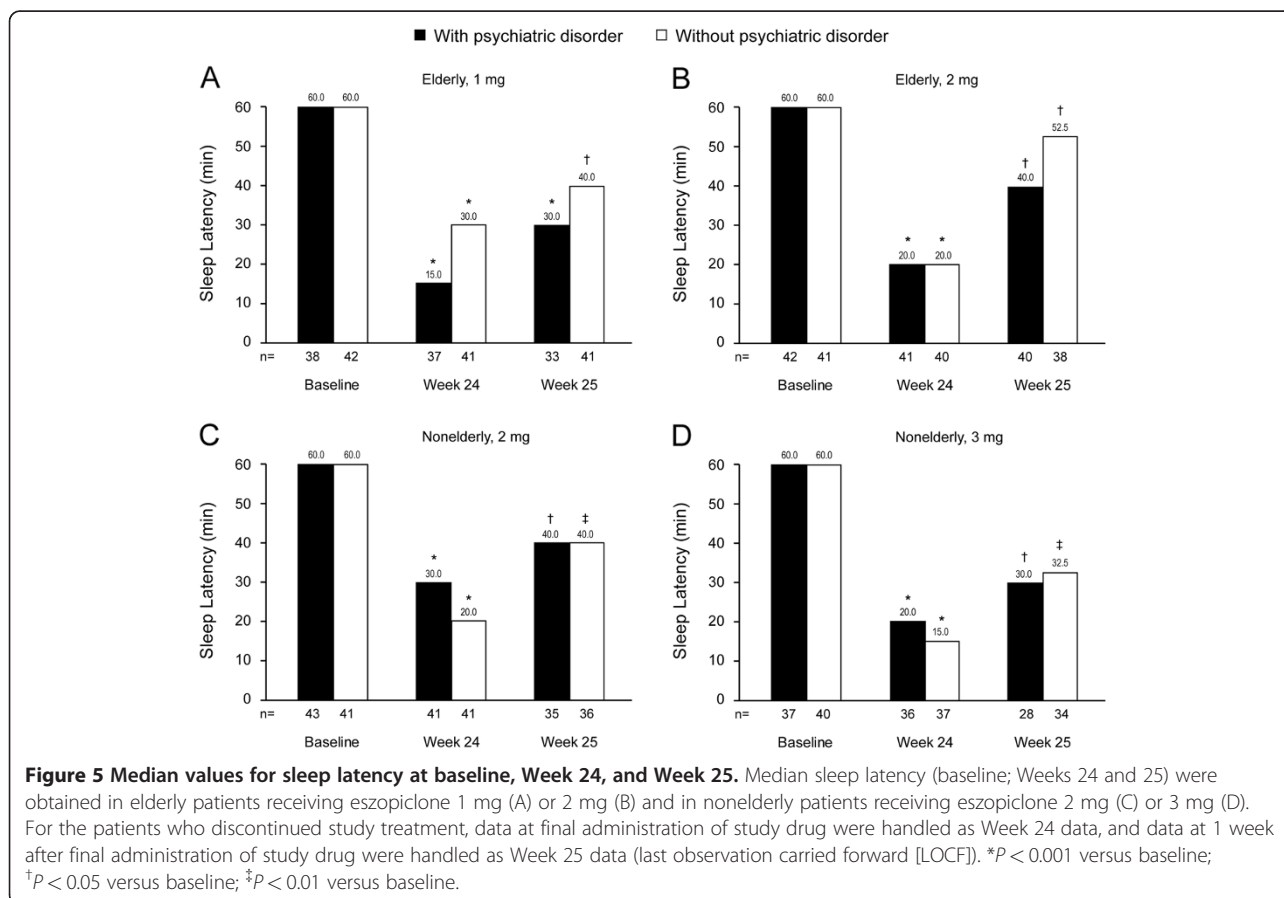 ■ With psychiatric disorder □ Without psychiatric disorder
A
Elderly, 1 mg
Sleep Latency (min)
60
50
40
30
20
10
0
60.0 60.0
* 15.0
* 30.0
* 30.0
† 40.0
n= 38 42 37 41 33 41
Baseline Week 24 Week 25
B
Elderly, 2 mg
Sleep Latency (min)
60
50
40
30
20
10
0
60.0 60.0
* 20.0
* 20.0
† 40.0
† 52.5
42 41 41 40 40 38
Baseline Week 24 Week 25
C
Nonelderly, 2 mg
Sleep Latency (min)
60
50
40
30
20
10
0
60.0 60.0
* 30.0
* 20.0
† 40.0
‡ 40.0
n= 43 41 41 41 35 36
Baseline Week 24 Week 25
D
Nonelderly, 3 mg
Sleep Latency (min)
60
50
40
30
20
10
0
60.0 60.0
* 20.0
* 15.0
† 30.0
‡ 32.5
n= 37 40 36 37 28 34
Baseline Week 24 Week 25
Figure 5 Median values for sleep latency at baseline, Week 24, and Week 25. Median sleep latency (baseline; Weeks 24 and 25) were
obtained in elderly patients receiving eszopiclone 1 mg (A) or 2 mg (B) and in nonelderly patients receiving eszopiclone 2 mg (C) or 3 mg (D).
For the patients who discontinued study treatment, data at final administration of study drug were handled as Week 24 data, and data at 1 week
after final administration of study drug were handled as Week 25 data (last observation carried forward [LOCF]). *P < 0.001 versus baseline;
†P < 0.05 versus baseline; ‡P < 0.01 versus baseline.